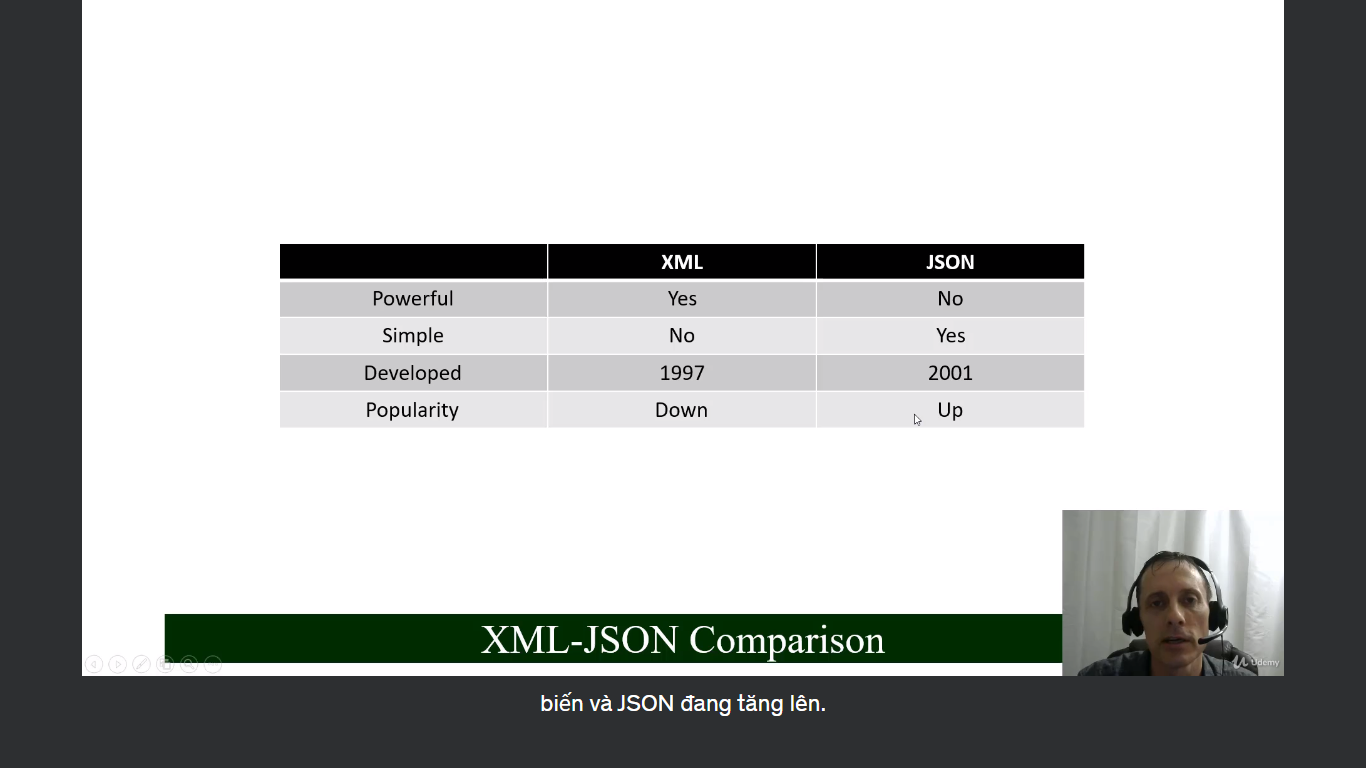 XML JSON
Powerful Yes No
Simple No Yes
Developed 1997 2001
Popularity Down Up
XML-JSON Comparison
Udemy
biến và JSON đang tăng lên.